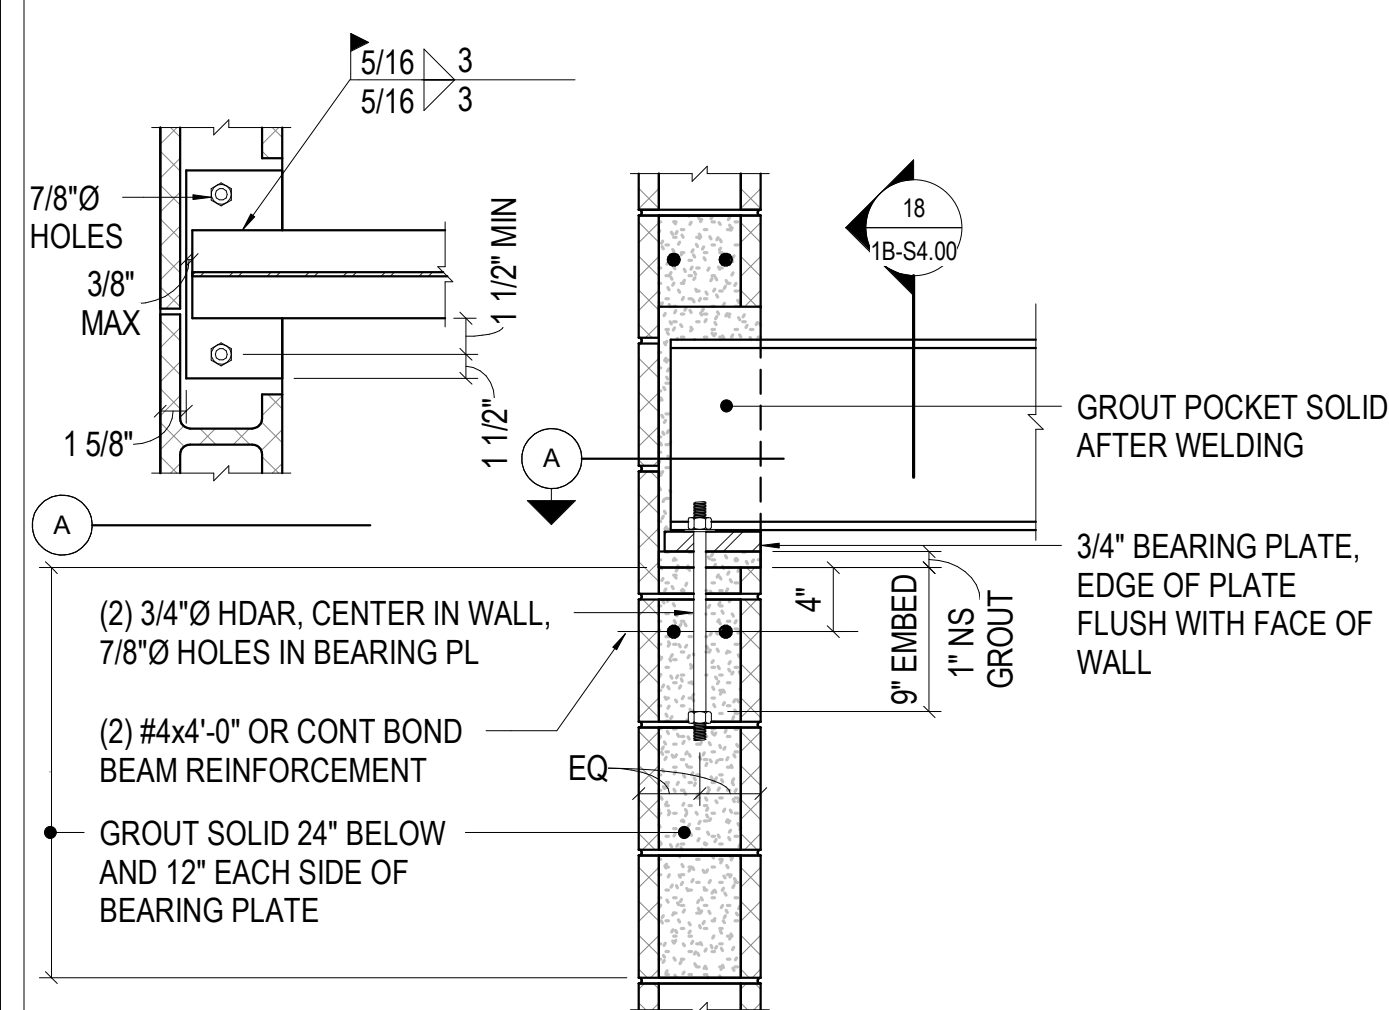 5/16 3
5/16 3
7/8"Ø
HOLES
3/8"
MAX
1 1/2" MIN
1 1/2"
1 5/8"
A
A
18
1B-S4.00
GROUT POCKET SOLID
AFTER WELDING
3/4" BEARING PLATE,
EDGE OF PLATE
FLUSH WITH FACE OF
WALL
4"
9" EMBED
1" NS
GROUT
(2) 3/4"Ø HDAR, CENTER IN WALL,
7/8"Ø HOLES IN BEARING PL
(2) #4x4'-0" OR CONT BOND
BEAM REINFORCEMENT
EQ
GROUT SOLID 24" BELOW
AND 12" EACH SIDE OF
BEARING PLATE